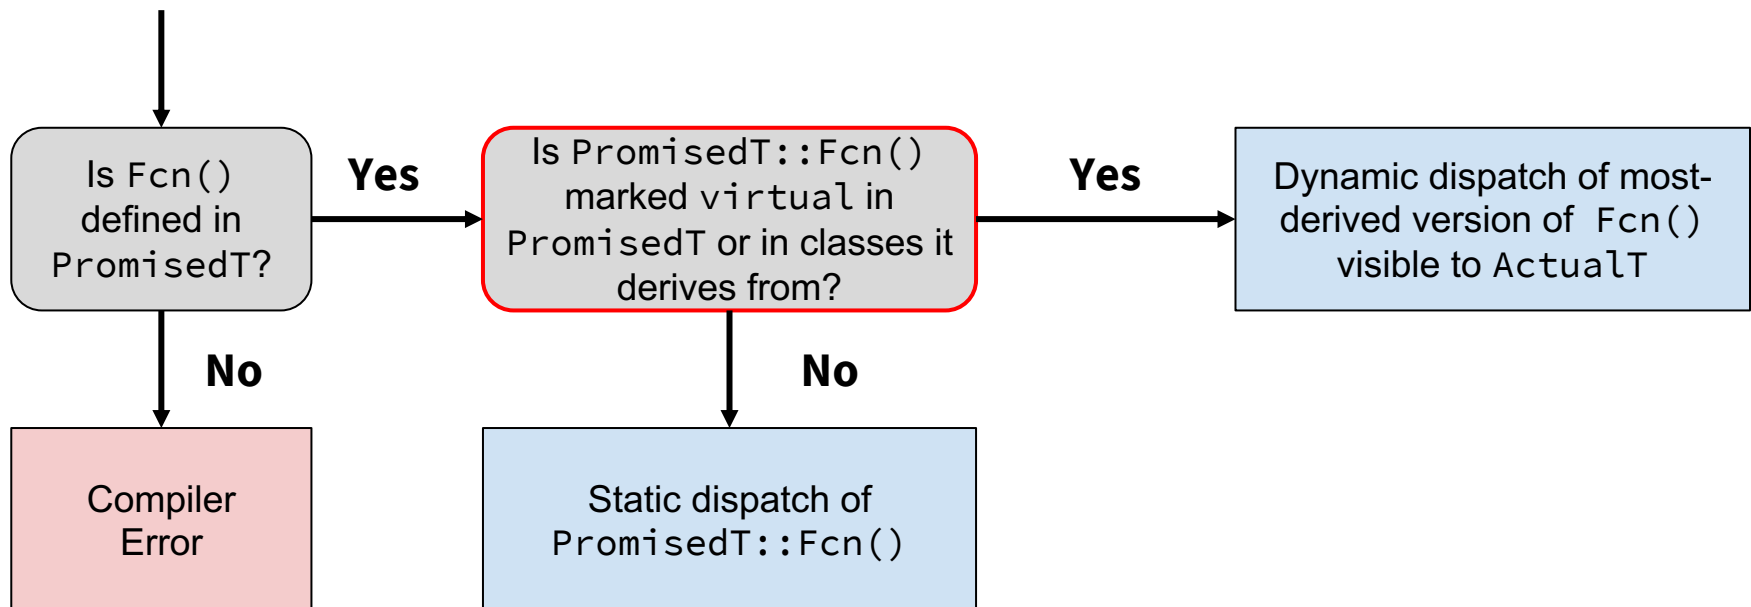 Is Fcn()
defined in
PromisedT?
Yes
Is PromisedT::Fcn()
marked virtual in
PromisedT or in classes it
derives from?
Yes
Dynamic dispatch of most-
derived version of Fcn()
visible to ActualT
No
No
Compiler
Error
Static dispatch of
PromisedT::Fcn()